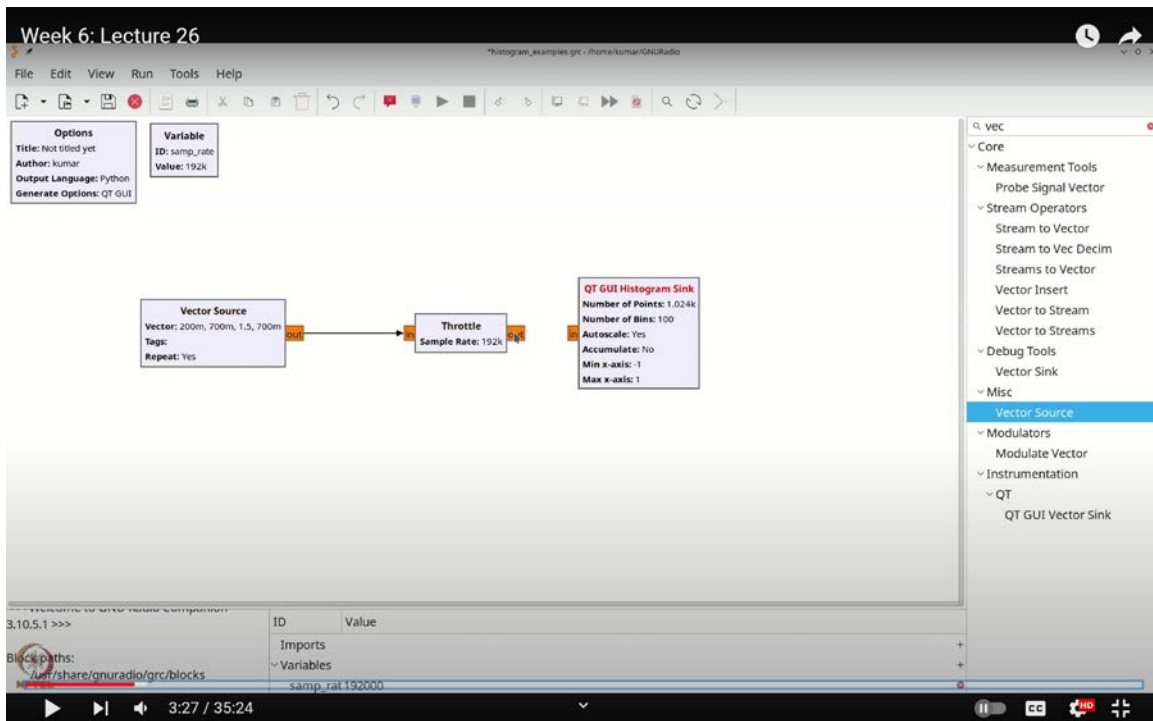 Week 6: Lecture 26
*histogram_examples.grc - /home/kumar/GNURadio
File Edit View Run Tools Help
Options
Title: Not titled yet
Author: kumar
Output Language: Python
Generate Options: QT GUI
Variable
ID: samp_rate
Value: 192k
Vector Source
Vector: 200m, 700m, 1.5, 700m
Tags:
Repeat: Yes
out
in
Throttle
Sample Rate: 192k
out
in
QT GUI Histogram Sink
Number of Points: 1.024k
Number of Bins: 100
Autoscale: Yes
Accumulate: No
Min x-axis: -1
Max x-axis: 1
vec
Core
Measurement Tools
Probe Signal Vector
Stream Operators
Stream to Vector
Stream to Vec Decim
Streams to Vector
Vector Insert
Vector to Stream
Vector to Streams
Debug Tools
Vector Sink
Misc
Vector Source
Modulators
Modulate Vector
Instrumentation
QT
QT GUI Vector Sink
3.10.5.1 >>>
Block paths:
/usr/share/gnuradio/grc/blocks
ID Value
Imports
Variables
samp_rat 192000
3:27 / 35:24
CC
HD